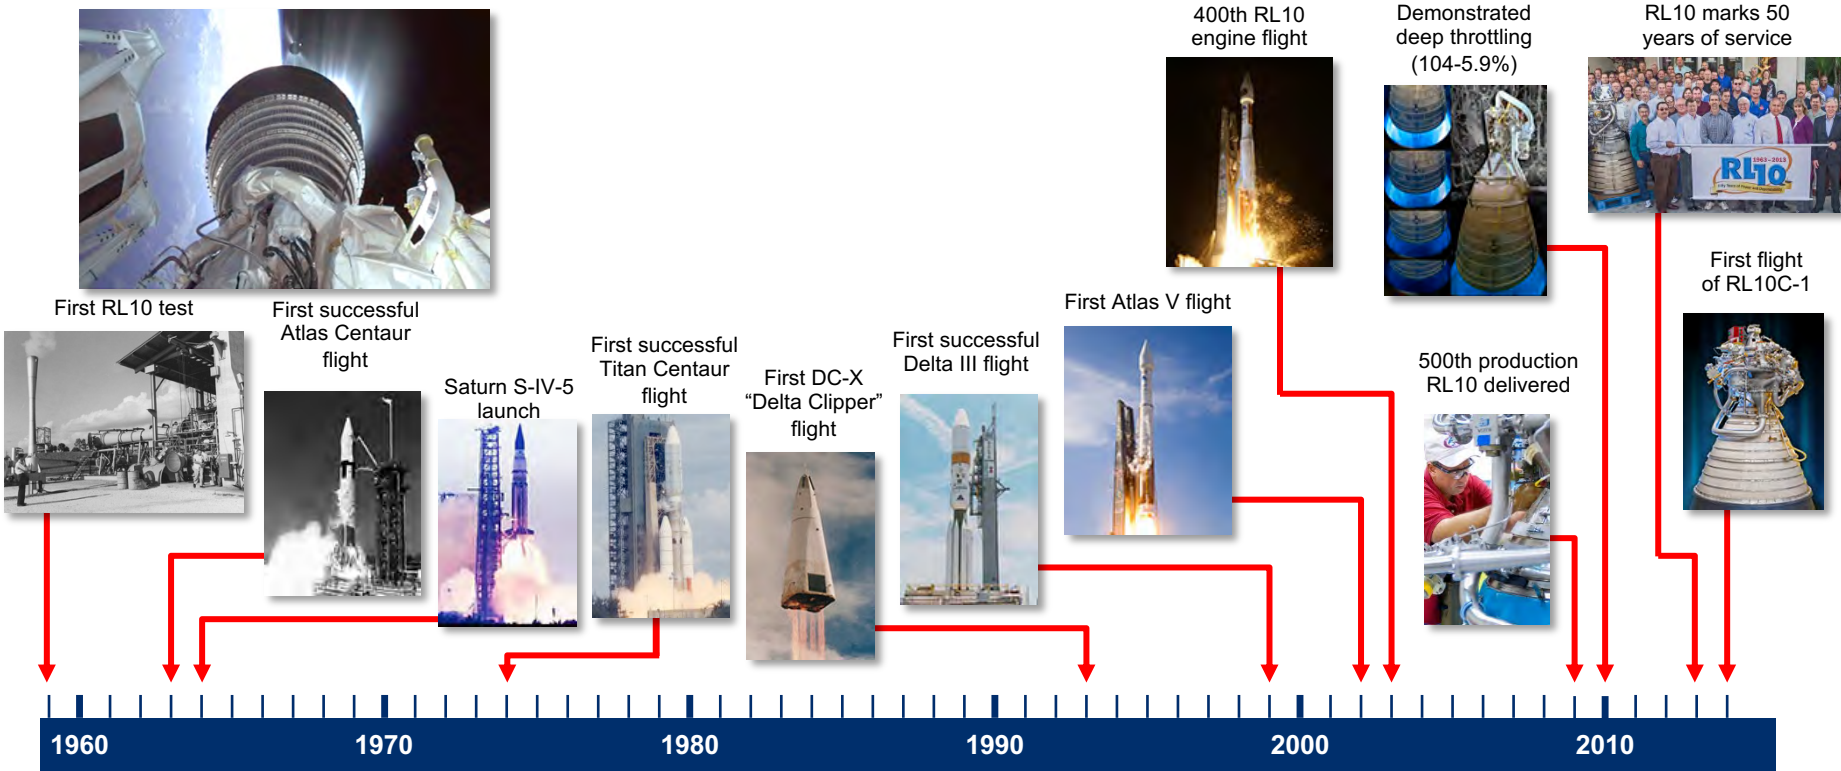 400th RL10
engine flight
Demonstrated
deep throttling
(104-5.9%)
RL10 marks 50
years of service
1963-2013
RL10
First flight
of RL10C-1
First RL10 test
First successful
Atlas Centaur
flight
Saturn S-IV-5
launch
First successful
Titan Centaur
flight
First DC-X
“Delta Clipper”
flight
First successful
Delta III flight
First Atlas V flight
500th production
RL10 delivered
1960
1970
1980
1990
2000
2010